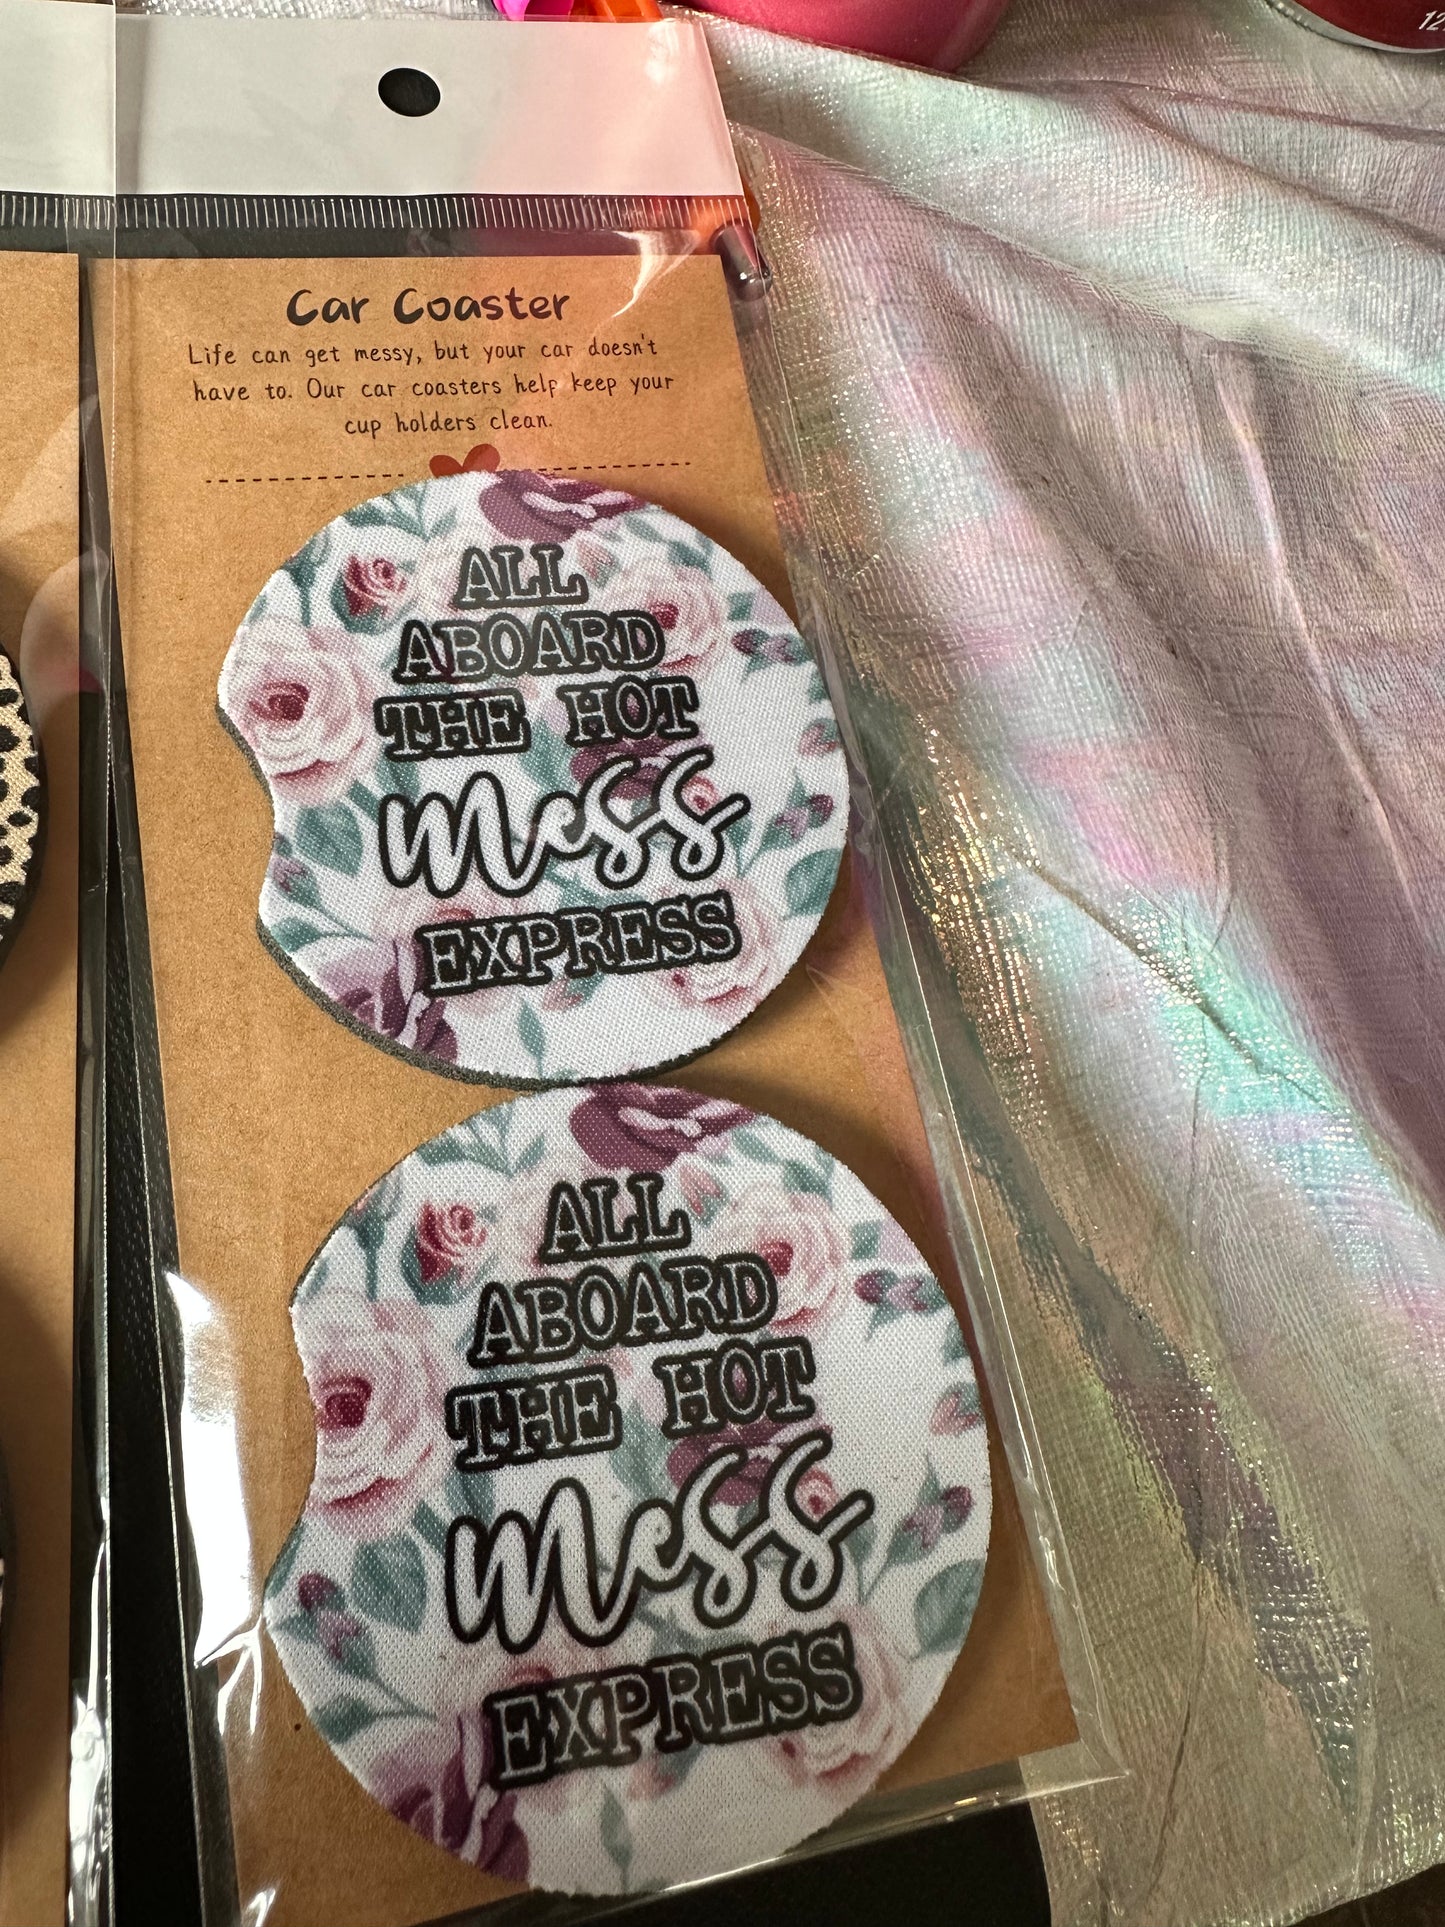 12
Car Coaster
Life can get messy, but your car doesn't
have to. Our car coasters help keep your
cup holders clean.
ALL
ABOARD
THE HOT
Mess
EXPRESS
ALL
ABOARD
THE HOT
Mess
EXPRESS